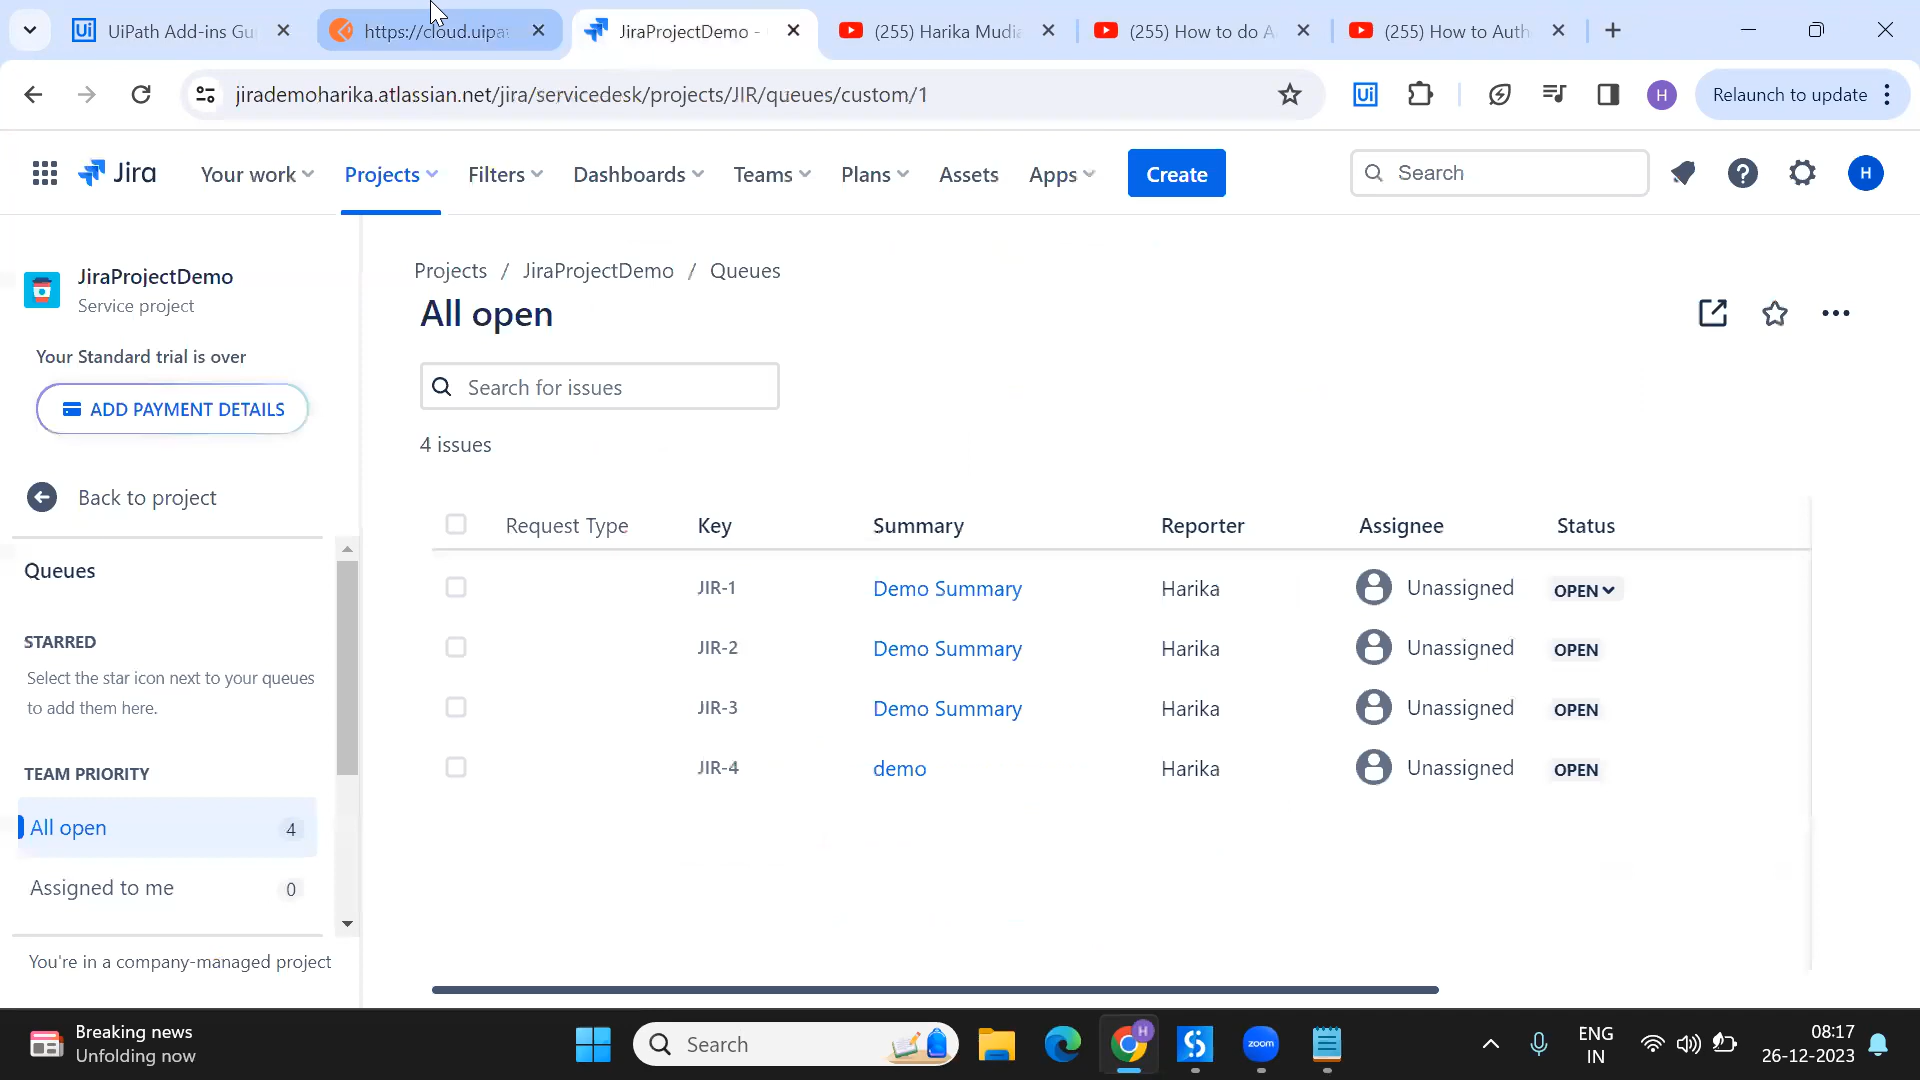 UiPath Add-ins Gu
https://cloud.uipat
JiraProjectDemo -
(255) Harika Mudia
(255) How to do A
(255) How to Auth
jirademoharika.atlassian.net/jira/servicedesk/projects/JIR/queues/custom/1
Ui
H
Relaunch to update
Jira
Your work
Projects
Filters
Dashboards
Teams
Plans
Assets
Apps
Create
Search
H
JiraProjectDemo
Service project
Your Standard trial is over
ADD PAYMENT DETAILS
Back to project
Queues
STARRED
Select the star icon next to your queues
to add them here.
TEAM PRIORITY
All open 4
Assigned to me 0
You're in a company-managed project
Projects / JiraProjectDemo / Queues
All open
Search for issues
4 issues
Request Type Key Summary Reporter Assignee Status
JIR-1 Demo Summary Harika Unassigned OPEN
JIR-2 Demo Summary Harika Unassigned OPEN
JIR-3 Demo Summary Harika Unassigned OPEN
JIR-4 demo Harika Unassigned OPEN
Breaking news
Unfolding now
Search
H
zoom
ENG
IN
08:17
26-12-2023